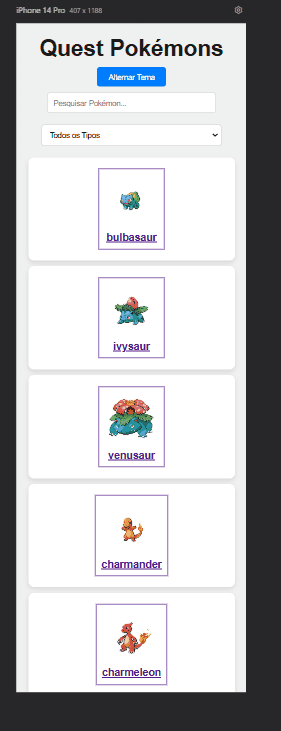 iPhone 14 Pro 407 x 1188
Quest Pokémons
Alternar Tema
Pesquisar Pokémon...
Todos os Tipos
bulbasaur
ivysaur
venusaur
charmander
charmeleon